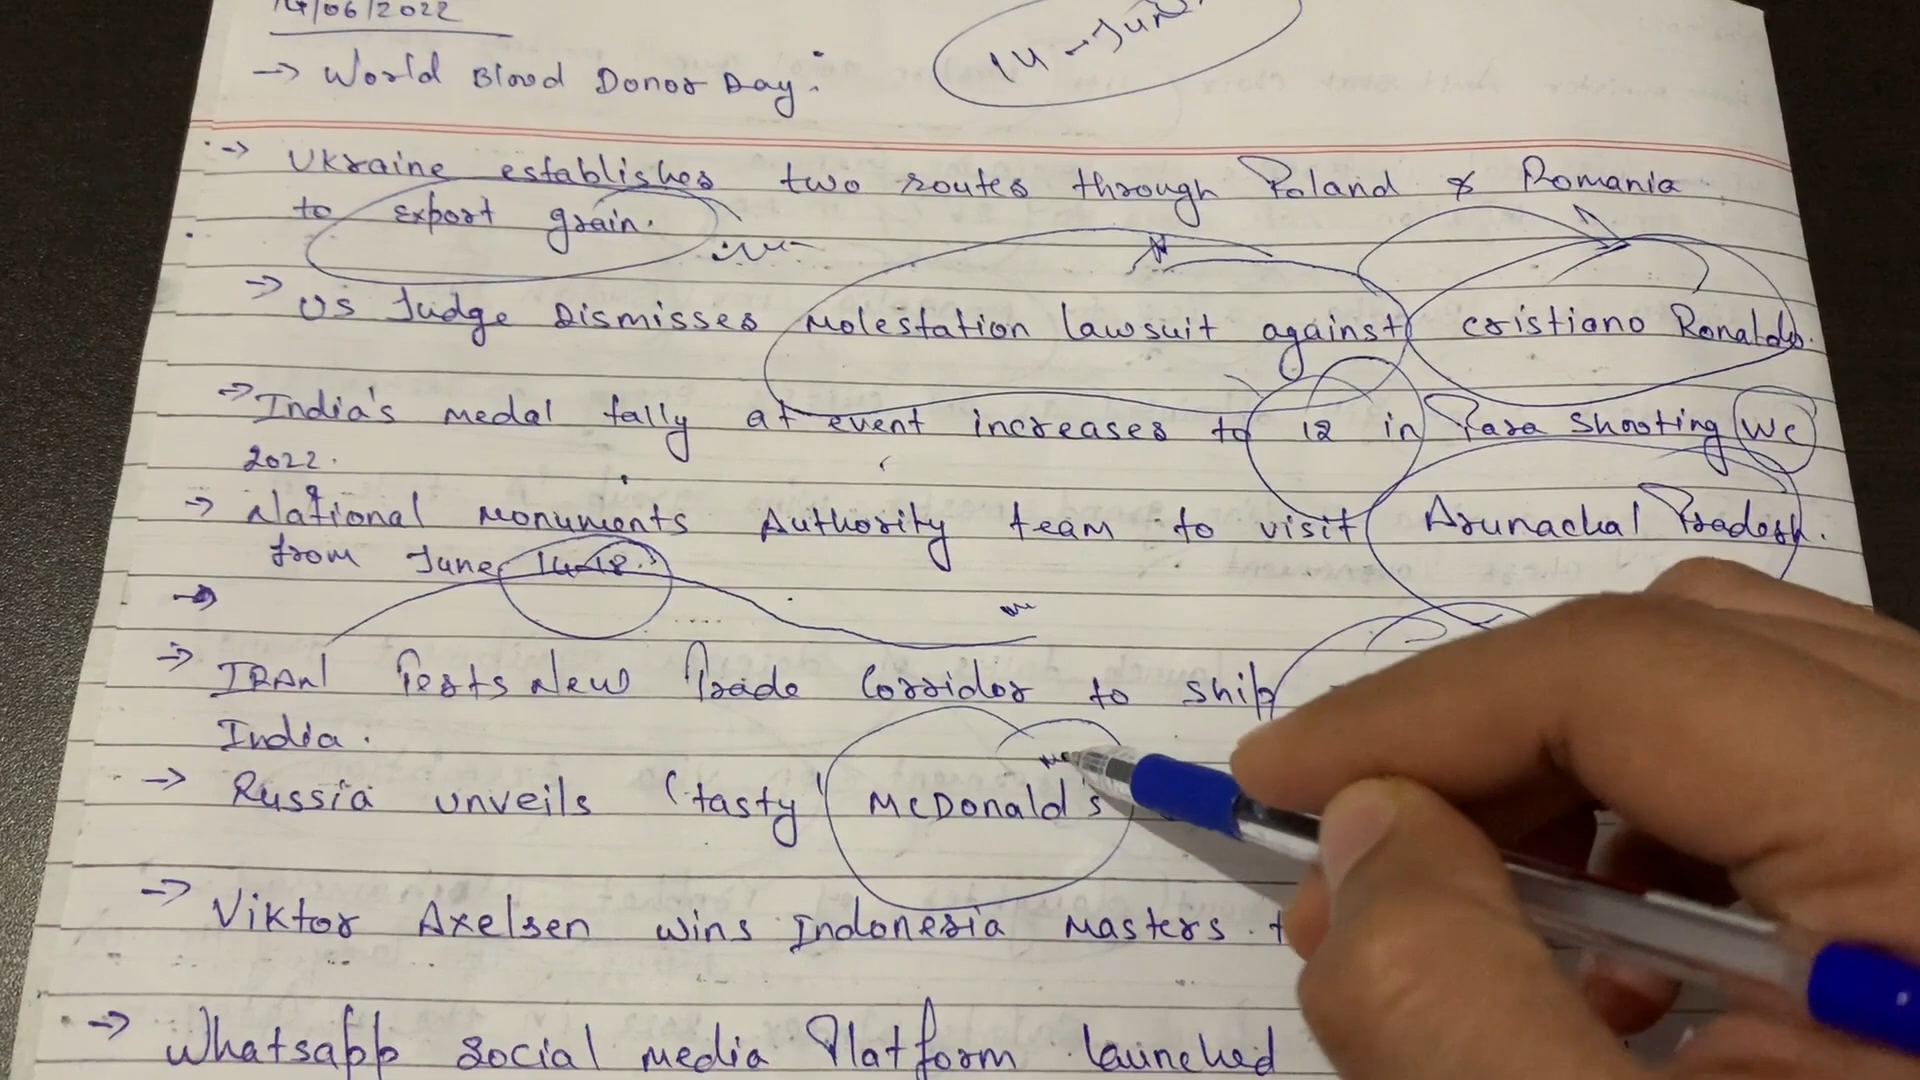 14/06/2022
14-June
→ World Blood Donor Day:
→ Ukraine establishes two routes through Poland & Romania
to export grain.
→ US Judge Dismisses Molestation lawsuit against cristiano Ronaldo.
→ India's medal tally at event increases to 12 in Para Shooting WC
2022.
→ National Monuments Authority team to visit Arunachal Pradesh.
from June 14-18.
→
→ IRAN Tests New Trade Corridor to ship
India.
→ Russia unveils 'tasty' McDonald's
→ Viktor Axelsen wins Indonesia Masters
→ Whatsapp social media Platform launched